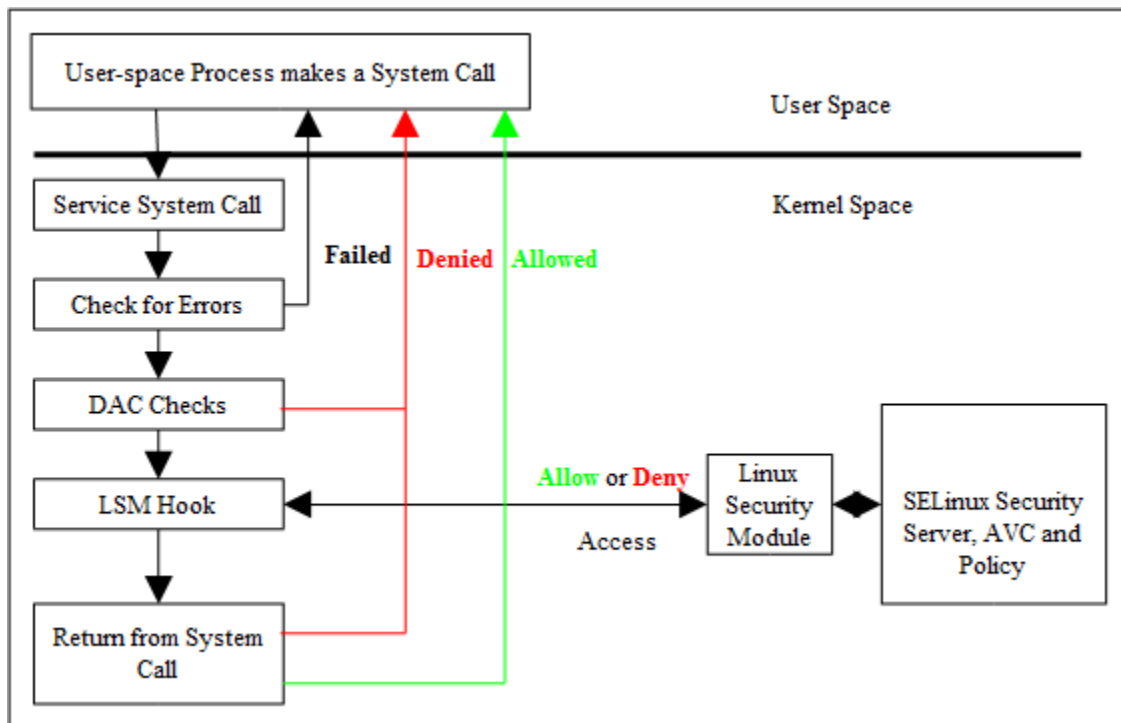 User-space Process makes a System Call
User Space
Service System Call
Kernel Space
Failed
Denied
Allowed
Check for Errors
DAC Checks
Allow or Deny
LSM Hook
Access
Linux
Security
Module
SELinux Security
Server, AVC and
Policy
Return from System
Call